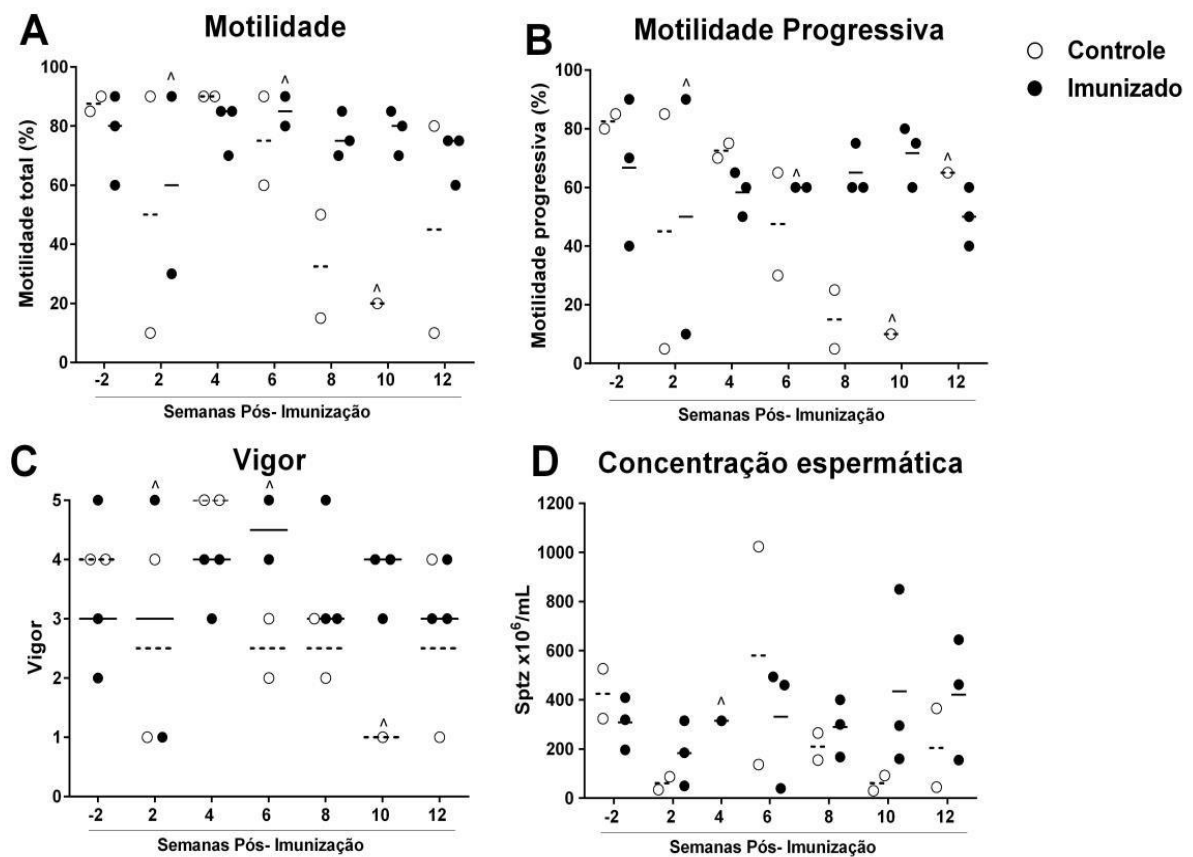 A
Motilidade
Motilidade total (%)
100
80
60
40
20
0
^
^
^
-2 2 4 6 8 10 12
Semanas Pós- Imunização
B
Motilidade Progressiva
Motilidade progressiva (%)
100
80
60
40
20
0
^
^
^
^
-2 2 4 6 8 10 12
Semanas Pós- Imunização
Controle
Imunizado
C
Vigor
Vigor
5
4
3
2
1
0
^
^
^
-2 2 4 6 8 10 12
Semanas Pós- Imunização
D
Concentração espermática
Sptz x10⁶/mL
1200
1000
800
600
400
200
0
^
-2 2 4 6 8 10 12
Semanas Pós- Imunização